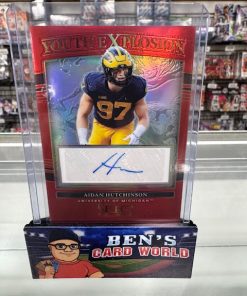 YOUTH EXPLOSION
97
AIDAN HUTCHINSON
UNIVERSITY OF MICHIGAN
BEN'S
CARD WORLD